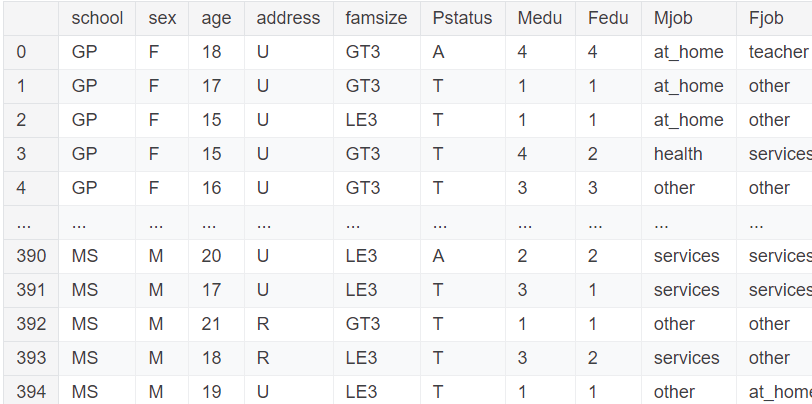 school sex age address famsize Pstatus Medu Fedu Mjob Fjob
0 GP F 18 U GT3 A 4 4 at_home teacher
1 GP F 17 U GT3 T 1 1 at_home other
2 GP F 15 U LE3 T 1 1 at_home other
3 GP F 15 U GT3 T 4 2 health services
4 GP F 16 U GT3 T 3 3 other other
... ... ... ... ... ... ... ... ... ... ...
390 MS M 20 U LE3 A 2 2 services services
391 MS M 17 U LE3 T 3 1 services services
392 MS M 21 R GT3 T 1 1 other other
393 MS M 18 R LE3 T 3 2 services other
394 MS M 19 U LE3 T 1 1 other at_home